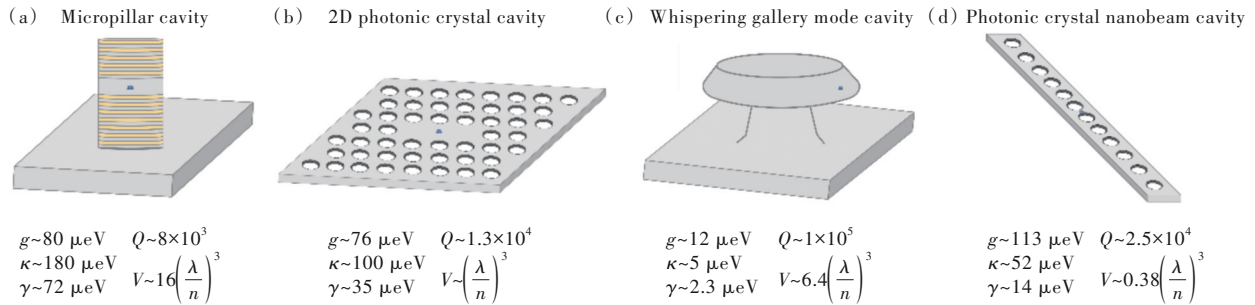 (a) Micropillar cavity
(b) 2D photonic crystal cavity
(c) Whispering gallery mode cavity
(d) Photonic crystal nanobeam cavity
g~80 μeV Q~8×10³
κ~180 μeV V~16(λ/n)³
γ~72 μeV
g~76 μeV Q~1.3×10⁴
κ~100 μeV V~(λ/n)³
γ~35 μeV
g~12 μeV Q~1×10⁵
κ~5 μeV V~6.4(λ/n)³
γ~2.3 μeV
g~113 μeV Q~2.5×10⁴
κ~52 μeV V~0.38(λ/n)³
γ~14 μeV